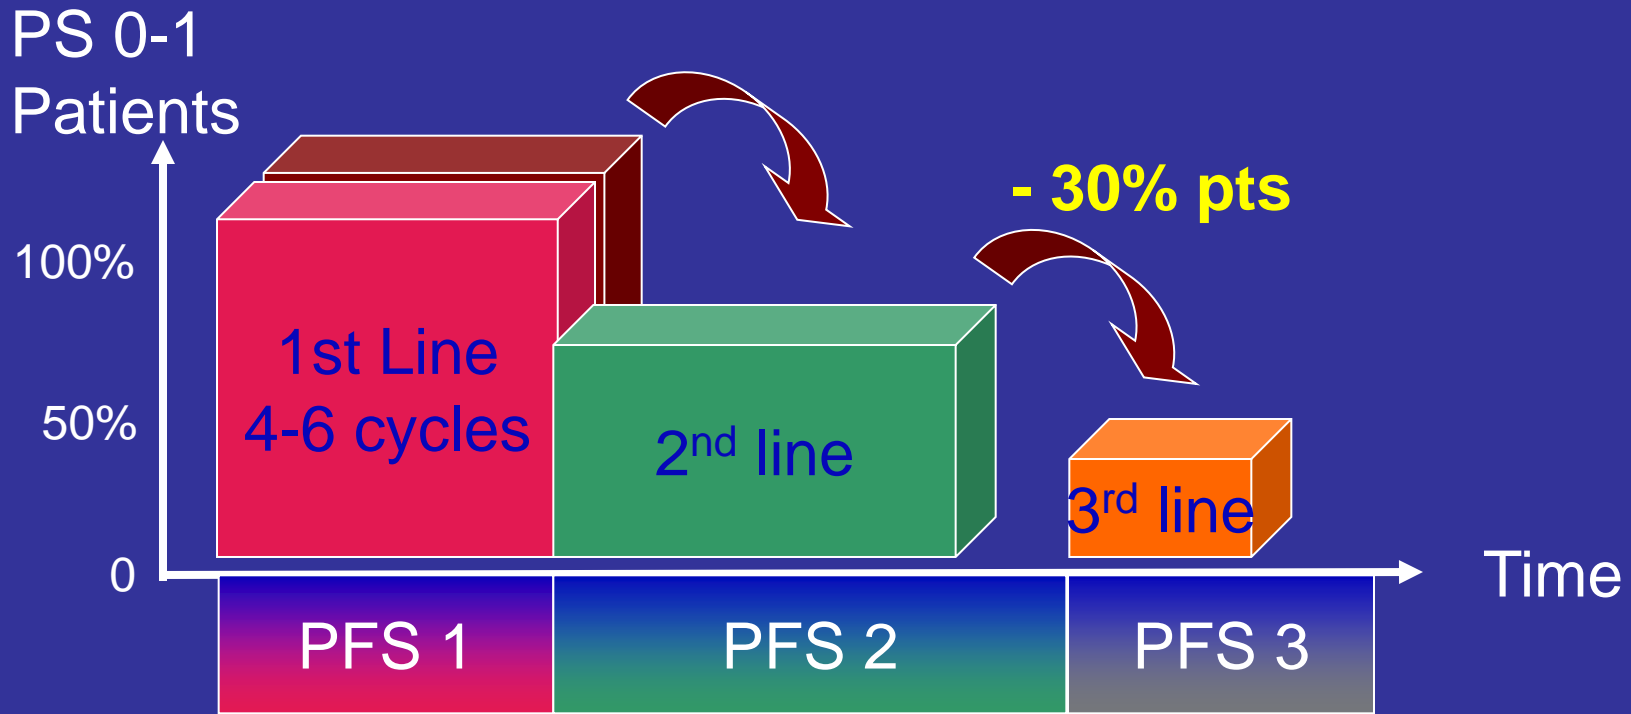 PS 0-1
Patients
- 30% pts
100%
1st Line
50%
4-6 cycles
2nd line
3rd line
0
Time
PFS 1
PFS 2
PFS 3